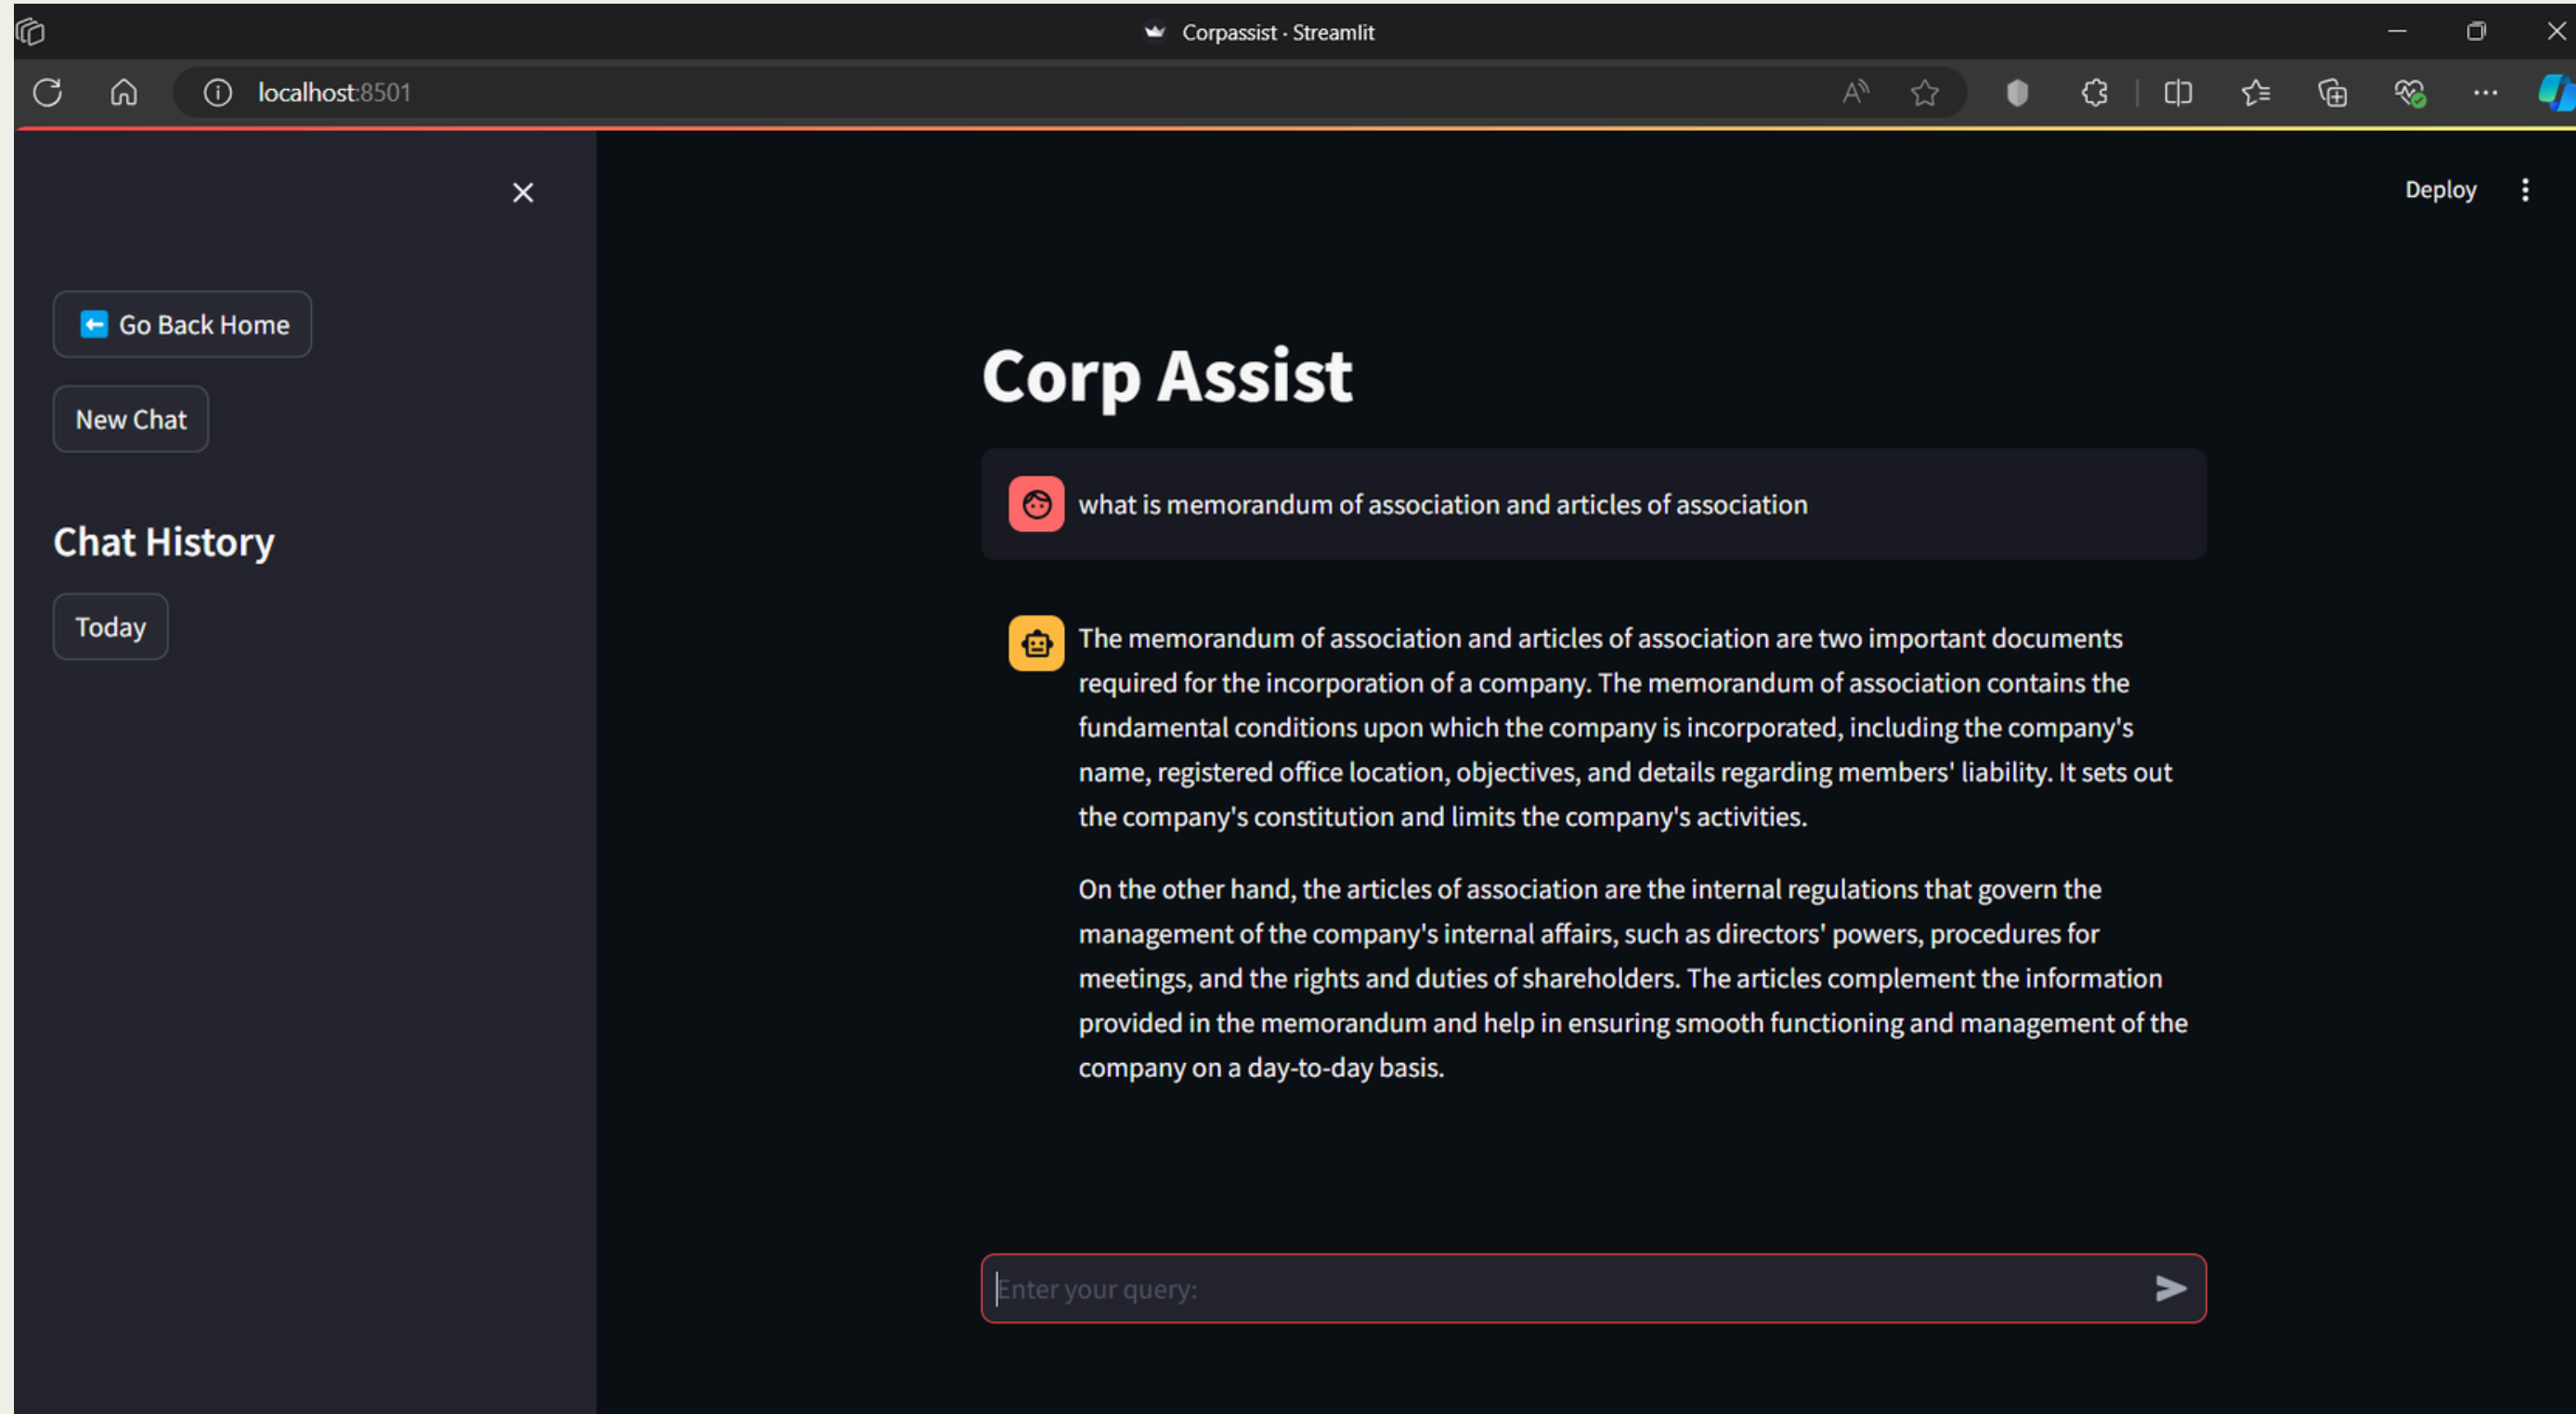 Corpassist · Streamlit
localhost:8501
Deploy
Go Back Home
New Chat
Chat History
Today
Corp Assist
what is memorandum of association and articles of association
The memorandum of association and articles of association are two important documents
required for the incorporation of a company. The memorandum of association contains the
fundamental conditions upon which the company is incorporated, including the company's
name, registered office location, objectives, and details regarding members' liability. It sets out
the company's constitution and limits the company's activities.
On the other hand, the articles of association are the internal regulations that govern the
management of the company's internal affairs, such as directors' powers, procedures for
meetings, and the rights and duties of shareholders. The articles complement the information
provided in the memorandum and help in ensuring smooth functioning and management of the
company on a day-to-day basis.
Enter your query: